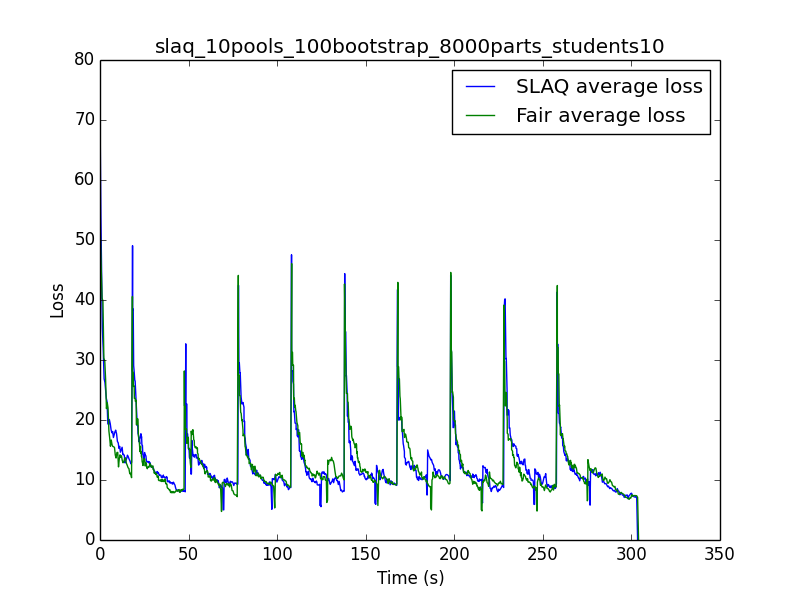 slaq_10pools_100bootstrap_8000parts_students10
SLAQ average loss
Fair average loss
80
70
60
50
40
30
20
10
0
Loss
0 50 100 150 200 250 300 350
Time (s)